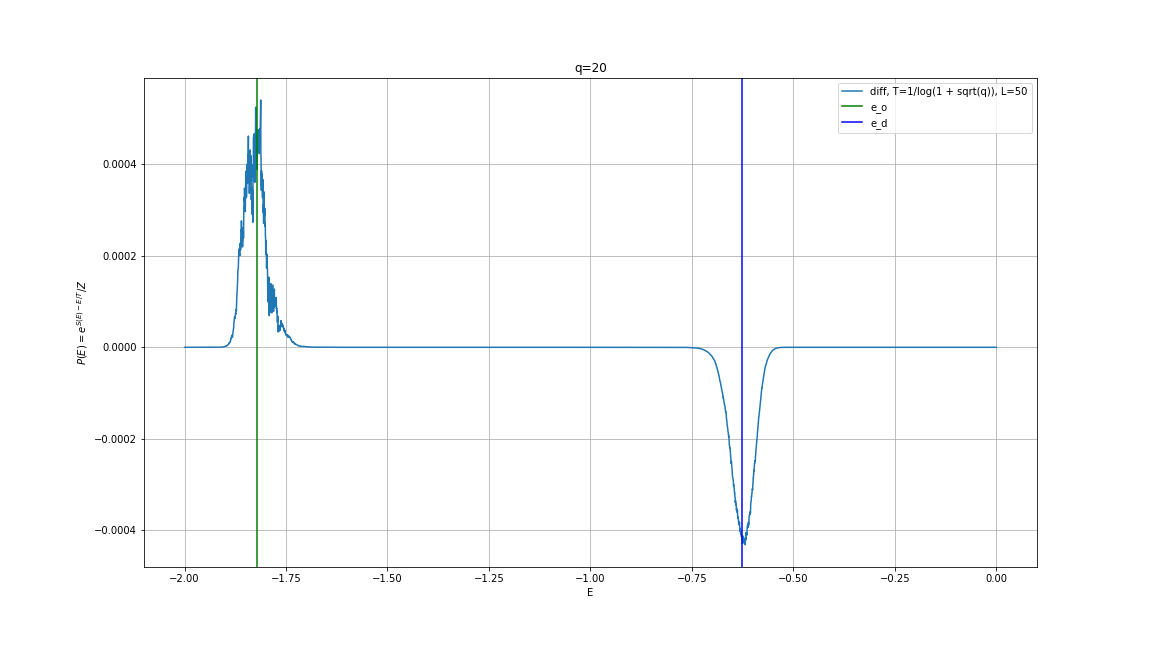 q=20
diff, T=1/log(1 + sqrt(q)), L=50
e_o
e_d
P(E) = e^{S(E) − E/T}/Z
0.0004
0.0002
0.0000
−0.0002
−0.0004
−2.00 −1.75 −1.50 −1.25 −1.00 −0.75 −0.50 −0.25 0.00
E